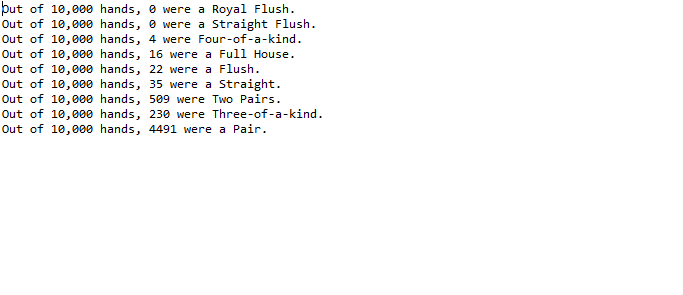 Out of 10,000 hands, 0 were a Royal Flush.
Out of 10,000 hands, 0 were a Straight Flush.
Out of 10,000 hands, 4 were Four-of-a-kind.
Out of 10,000 hands, 16 were a Full House.
Out of 10,000 hands, 22 were a Flush.
Out of 10,000 hands, 35 were a Straight.
Out of 10,000 hands, 509 were Two Pairs.
Out of 10,000 hands, 230 were Three-of-a-kind.
Out of 10,000 hands, 4491 were a Pair.